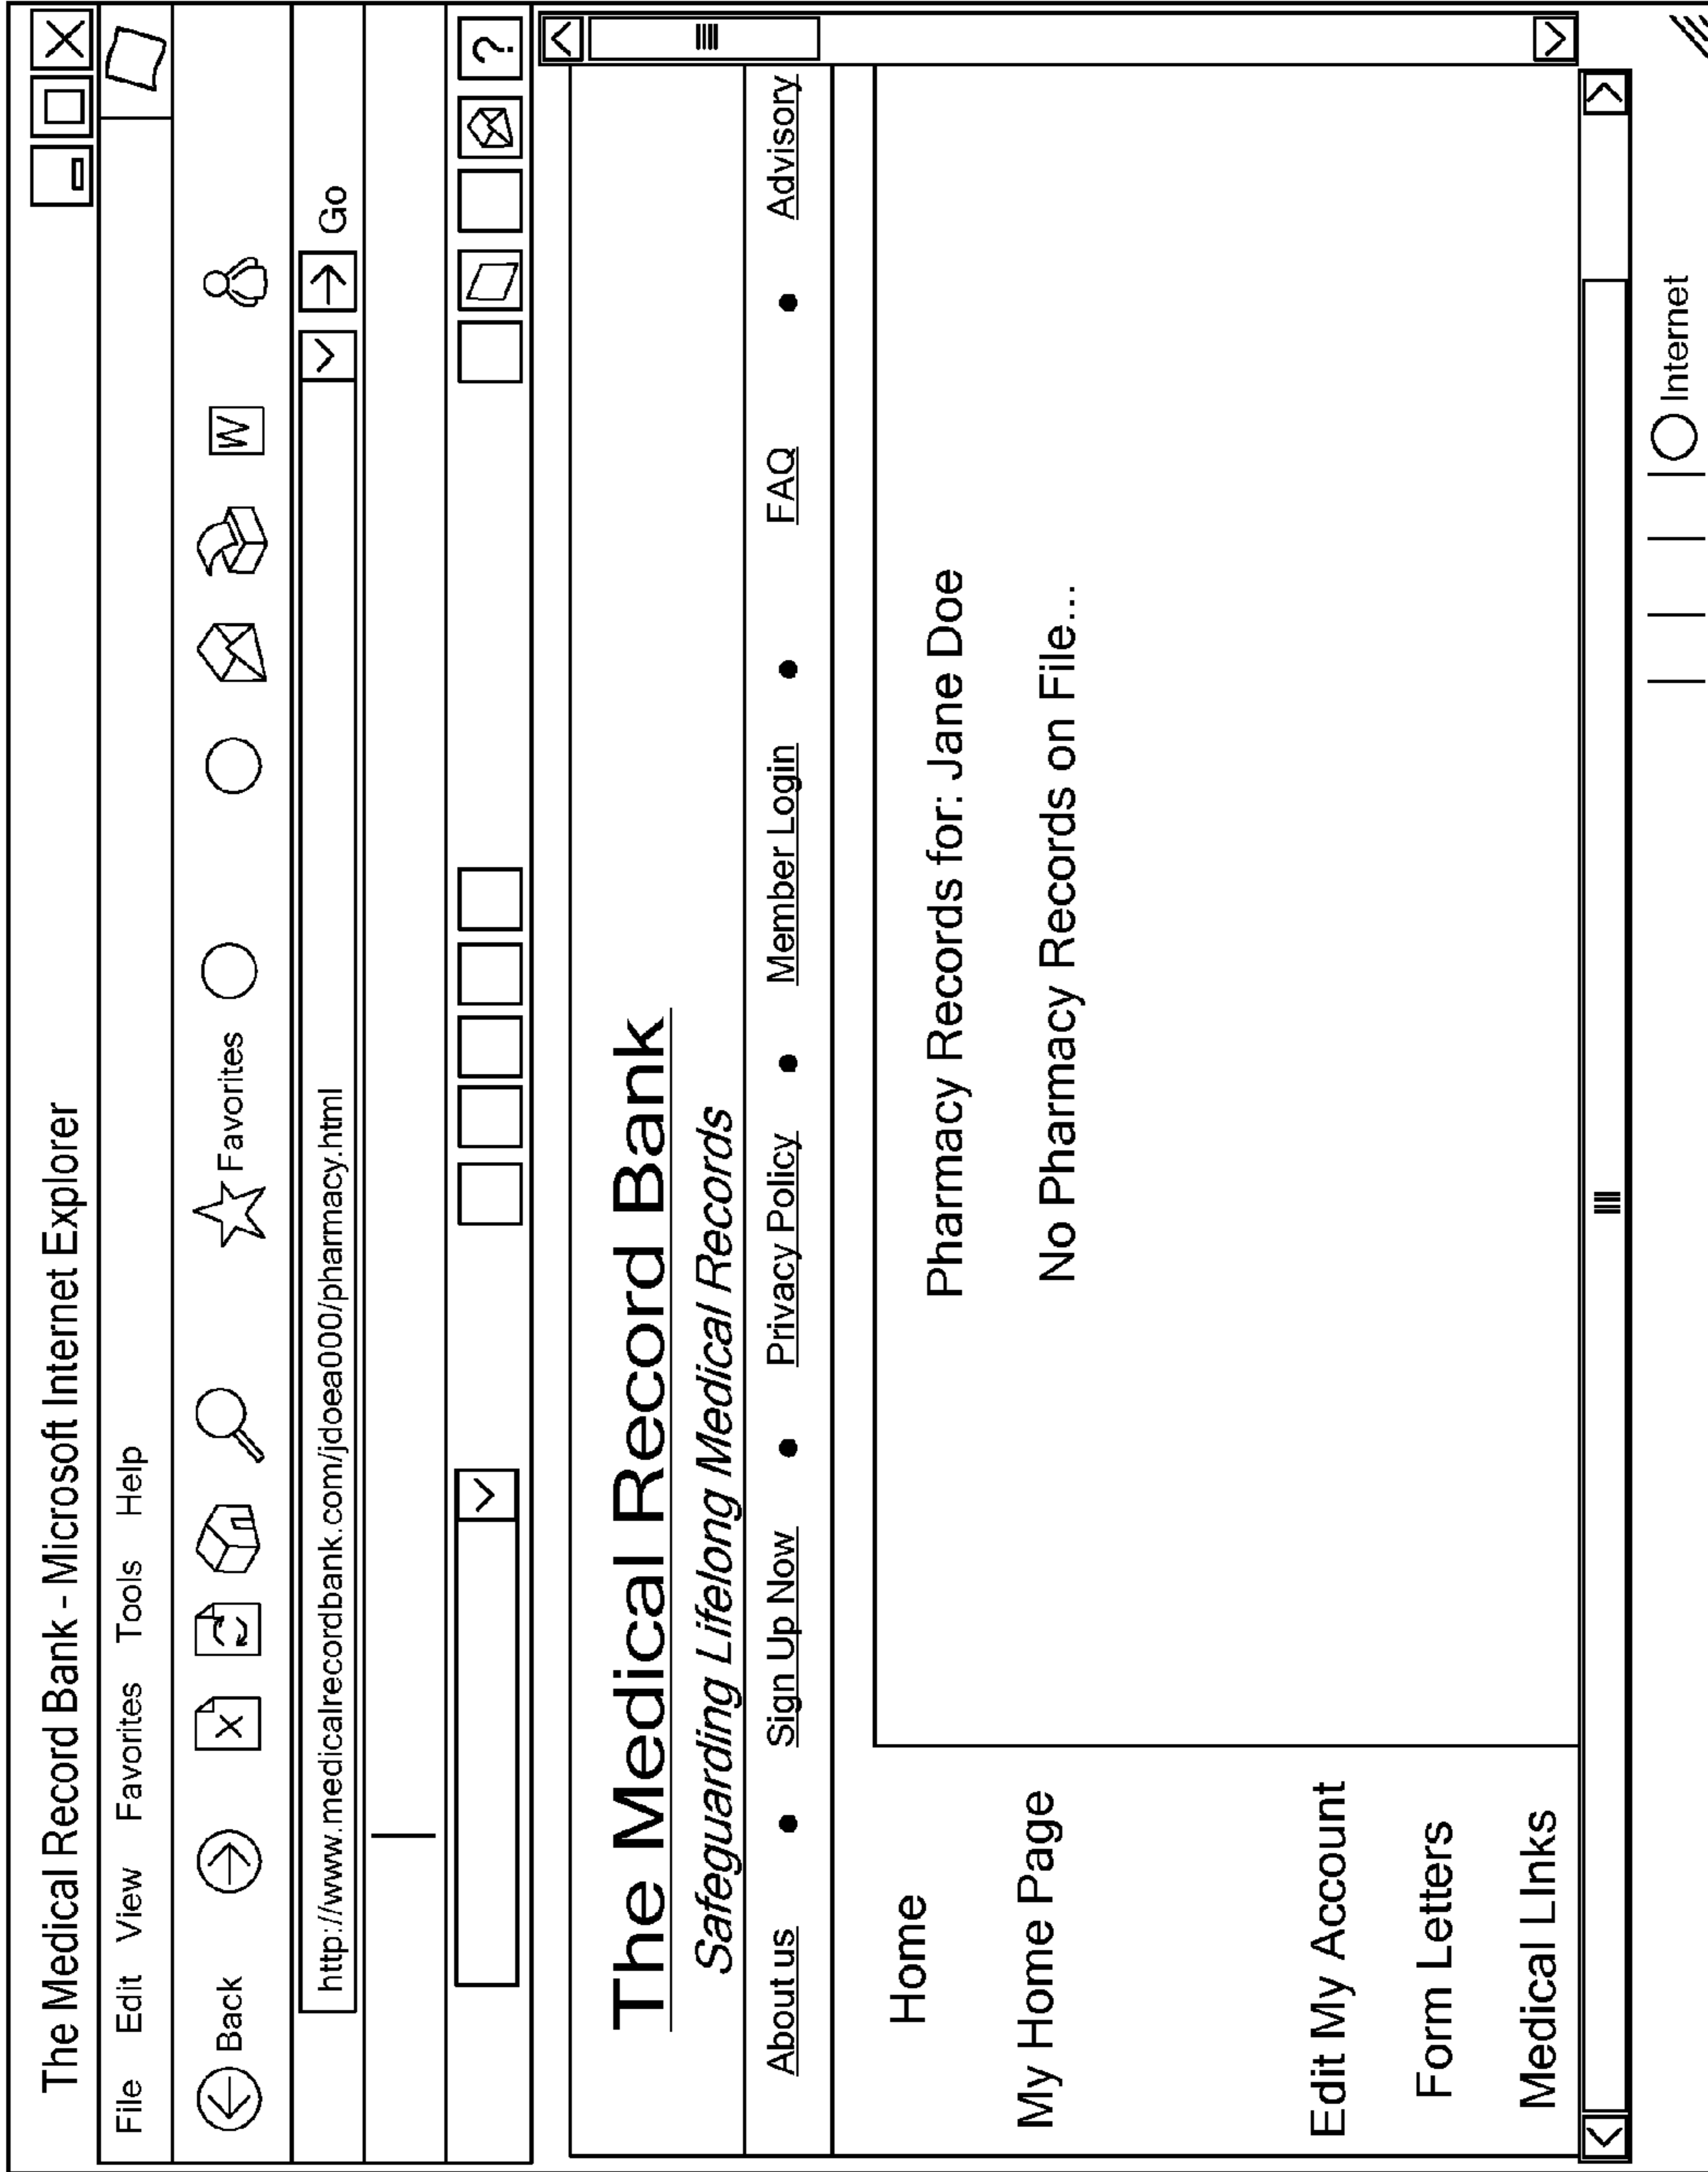 The Medical Record Bank - Microsoft Internet Explorer
File Edit View Favorites Tools Help
Back X Favorites W
http://www.medicalrecordbank.com/jdoea000/pharmacy.html Go
?
The Medical Record Bank
Safeguarding Lifelong Medical Records
About us • Sign Up Now • Privacy Policy • Member Login • FAQ • Advisory
Home
My Home Page
Edit My Account
Form Letters
Medical LInks
Pharmacy Records for: Jane Doe
No Pharmacy Records on File...
Internet